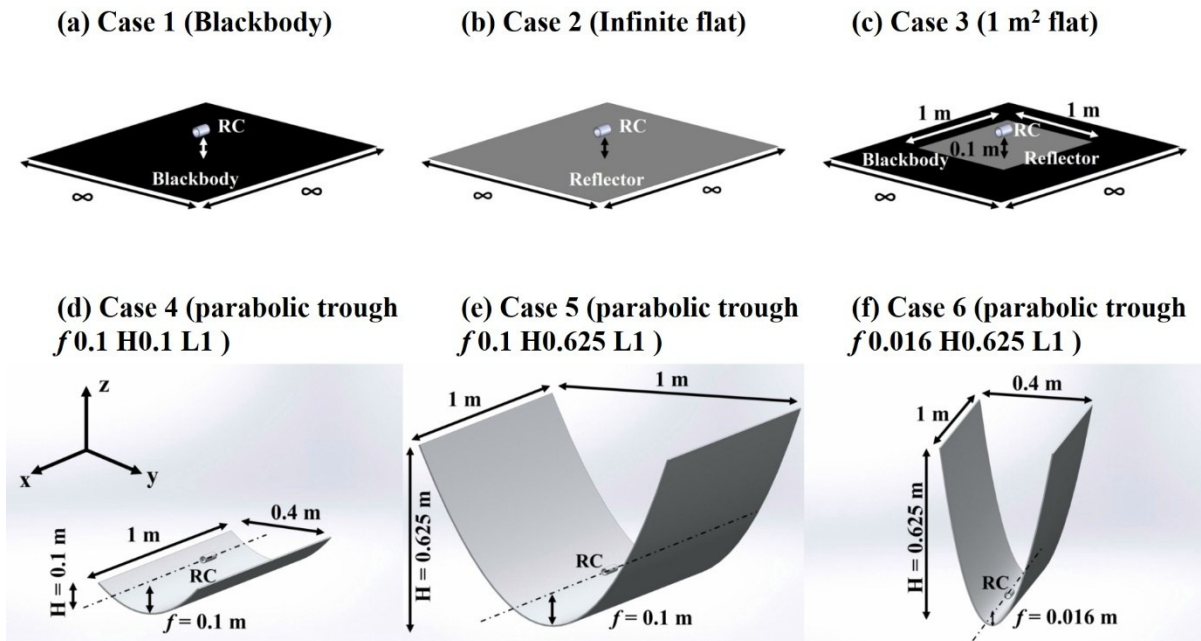 (a) Case 1 (Blackbody)
RC
Blackbody
∞
∞
(b) Case 2 (Infinite flat)
RC
Reflector
∞
∞
(c) Case 3 (1 m² flat)
1 m
1 m
RC
0.1 m
Blackbody
Reflector
∞
∞
(d) Case 4 (parabolic trough
f 0.1 H0.1 L1 )
z
x
y
1 m
0.4 m
H = 0.1 m
RC
f = 0.1 m
(e) Case 5 (parabolic trough
f 0.1 H0.625 L1 )
1 m
1 m
H = 0.625 m
RC
f = 0.1 m
(f) Case 6 (parabolic trough
f 0.016 H0.625 L1 )
0.4 m
1 m
H = 0.625 m
RC
f = 0.016 m